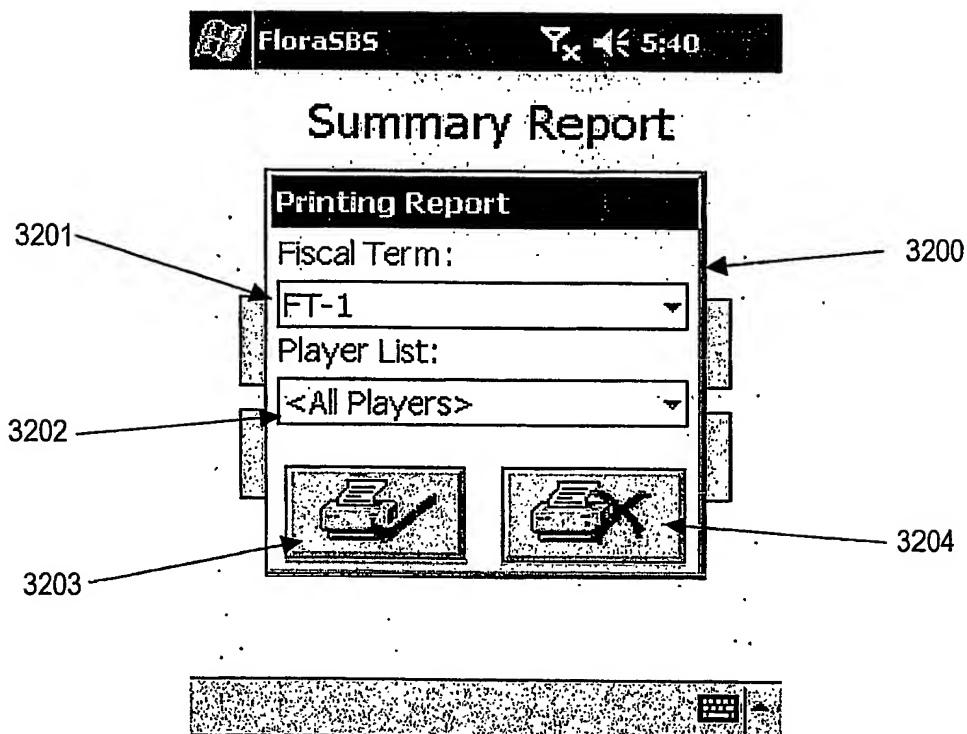 FloraSBS 5:40
Summary Report
Printing Report
3201
Fiscal Term:
3200
FT-1
Player List:
<All Players>
3202
3204
3203